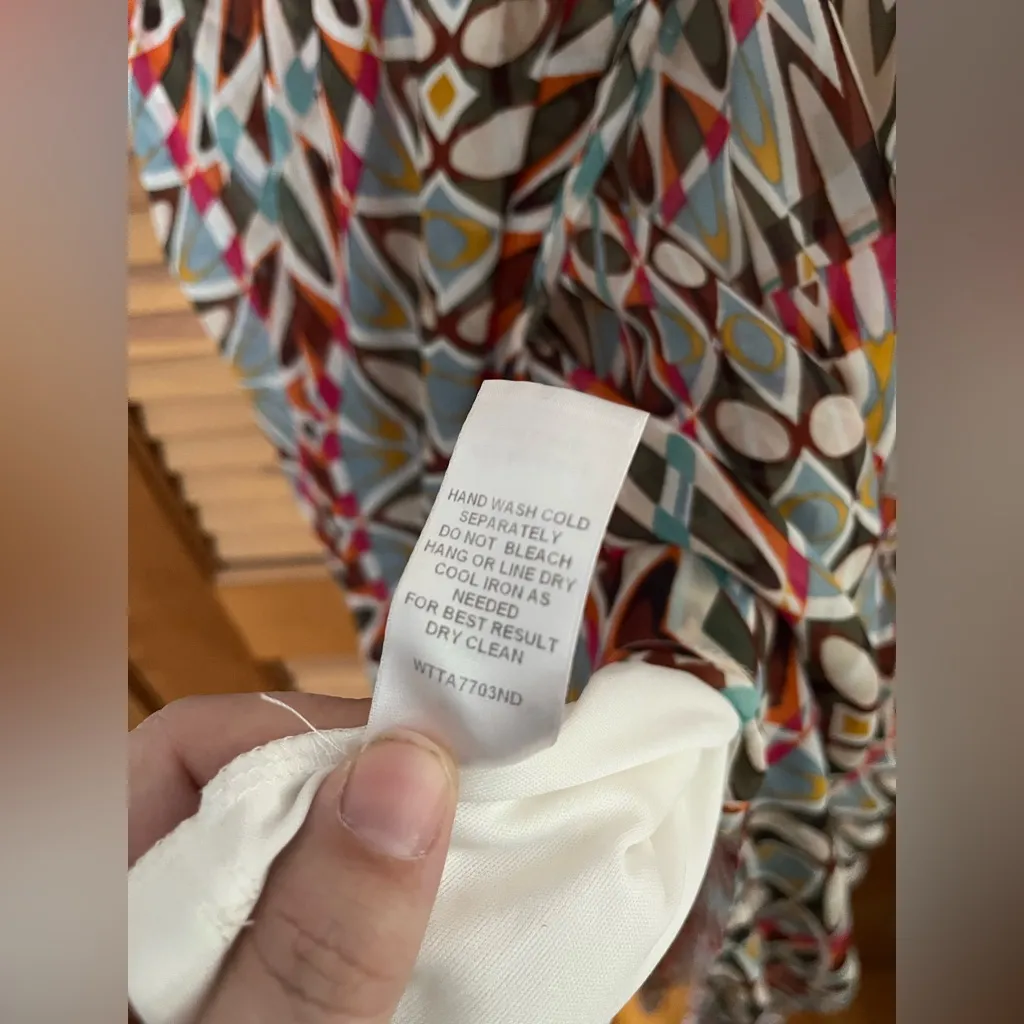 HAND WASH COLD
SEPARATELY
DO NOT BLEACH
HANG OR LINE DRY
COOL IRON AS
NEEDED
FOR BEST RESULT
DRY CLEAN
WTTA7703ND